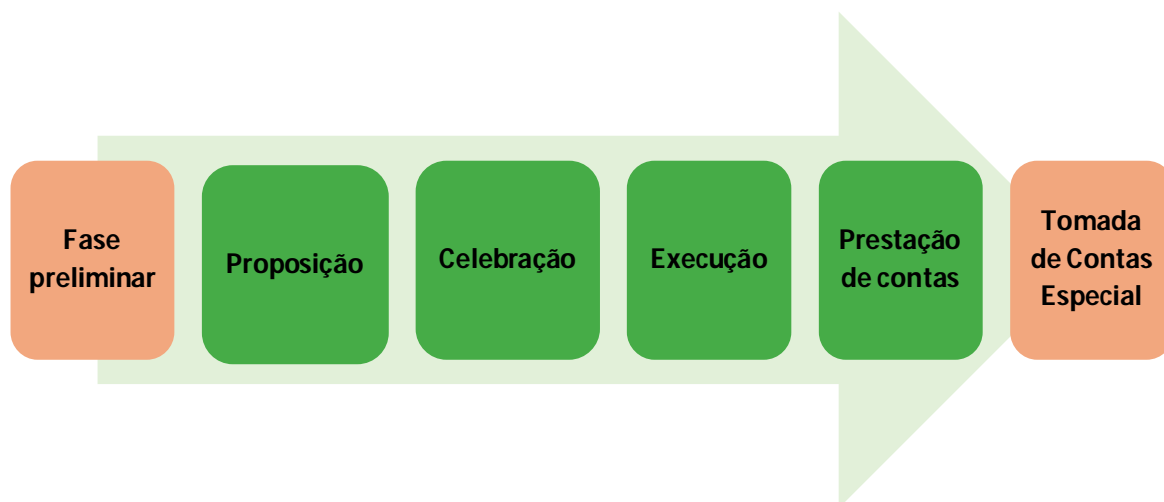 Fase
preliminar
Proposição
Celebração
Execução
Prestação
de contas
Tomada
de Contas
Especial